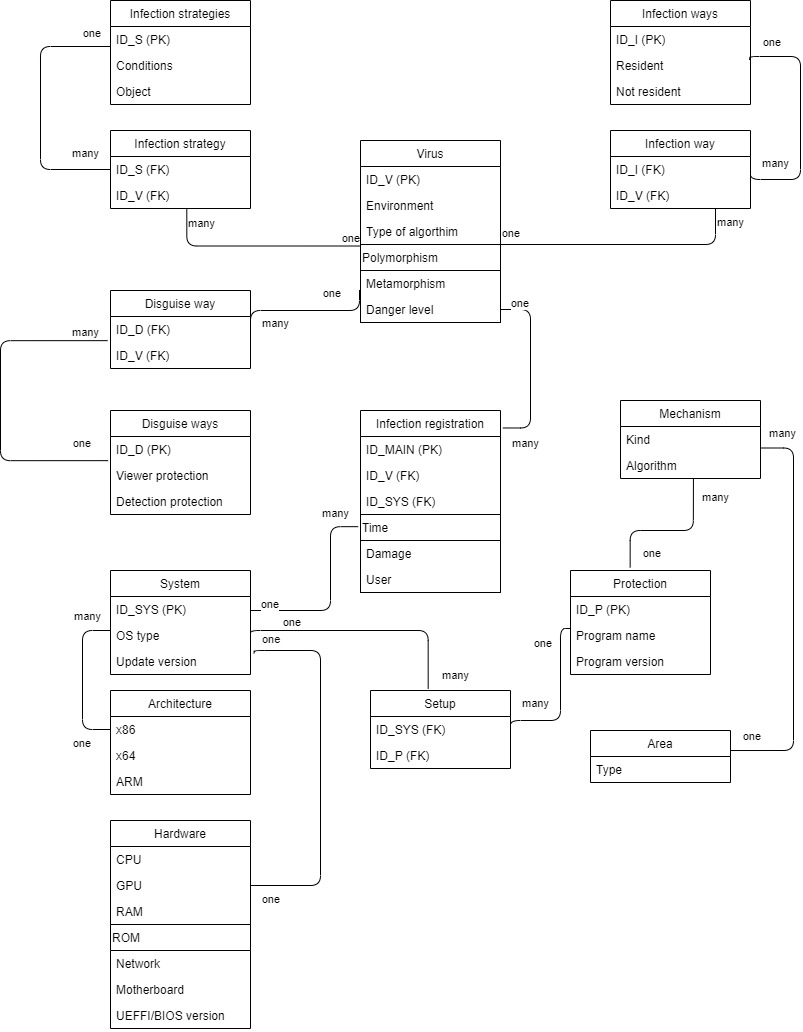 Infection strategies
ID_S (PK)
Conditions
Object
one
many
Infection strategy
ID_S (FK)
ID_V (FK)
many
one
Infection ways
ID_I (PK)
Resident
Not resident
one
many
Infection way
ID_I (FK)
ID_V (FK)
many
one
Virus
ID_V (PK)
Environment
Type of algorthim
Polymorphism
Metamorphism
Danger level
one
many
one
many
Disguise way
ID_D (FK)
ID_V (FK)
many
one
Disguise ways
ID_D (PK)
Viewer protection
Detection protection
Infection registration
ID_MAIN (PK)
ID_V (FK)
ID_SYS (FK)
Time
Damage
User
many
one
Mechanism
Kind
Algorithm
many
many
one
Protection
ID_P (PK)
Program name
Program version
one
many
System
ID_SYS (PK)
OS type
Update version
many
one
one
one
many
Setup
ID_SYS (FK)
ID_P (FK)
Architecture
x86
x64
ARM
Area
Type
one
Hardware
CPU
GPU
RAM
ROM
Network
Motherboard
UEFFI/BIOS version
one